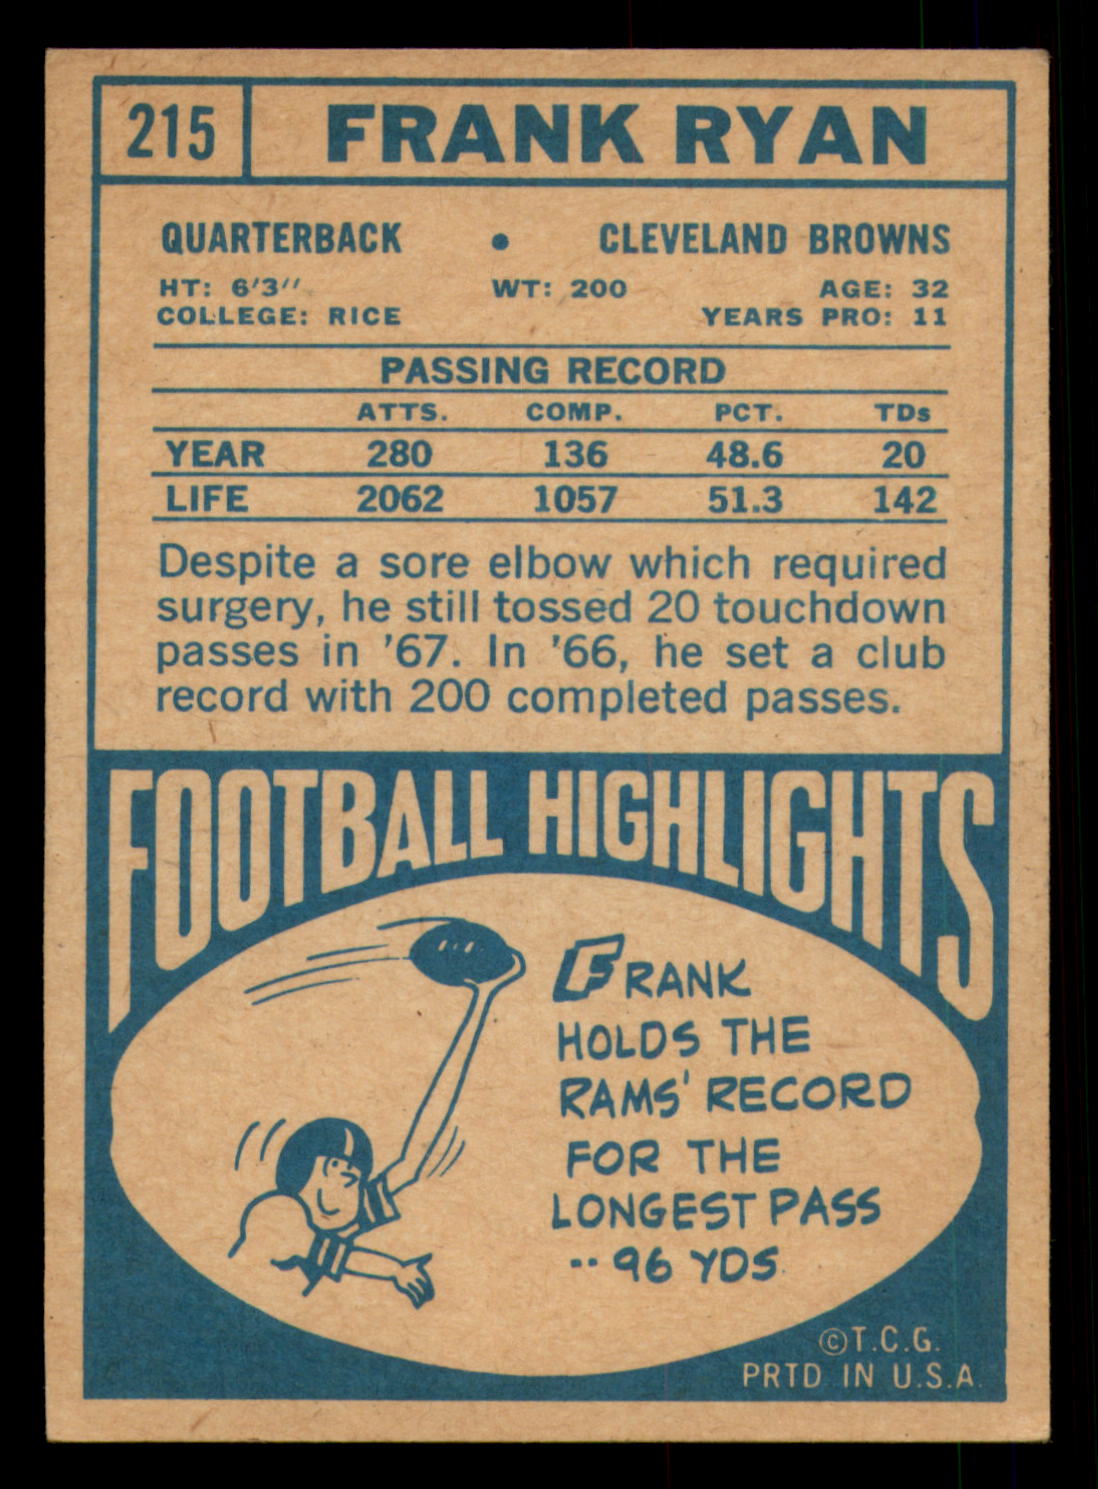 215 FRANK RYAN
QUARTERBACK • CLEVELAND BROWNS
HT: 6'3" WT: 200 AGE: 32
COLLEGE: RICE YEARS PRO: 11
PASSING RECORD
ATTS. COMP. PCT. TDs
YEAR 280 136 48.6 20
LIFE 2062 1057 51.3 142
Despite a sore elbow which required
surgery, he still tossed 20 touchdown
passes in '67. In '66, he set a club
record with 200 completed passes.
FOOTBALL HIGHLIGHTS
FRANK
HOLDS THE
RAMS' RECORD
FOR THE
LONGEST PASS
-- 96 YDS.
©T.C.G.
PRTD IN U.S.A.